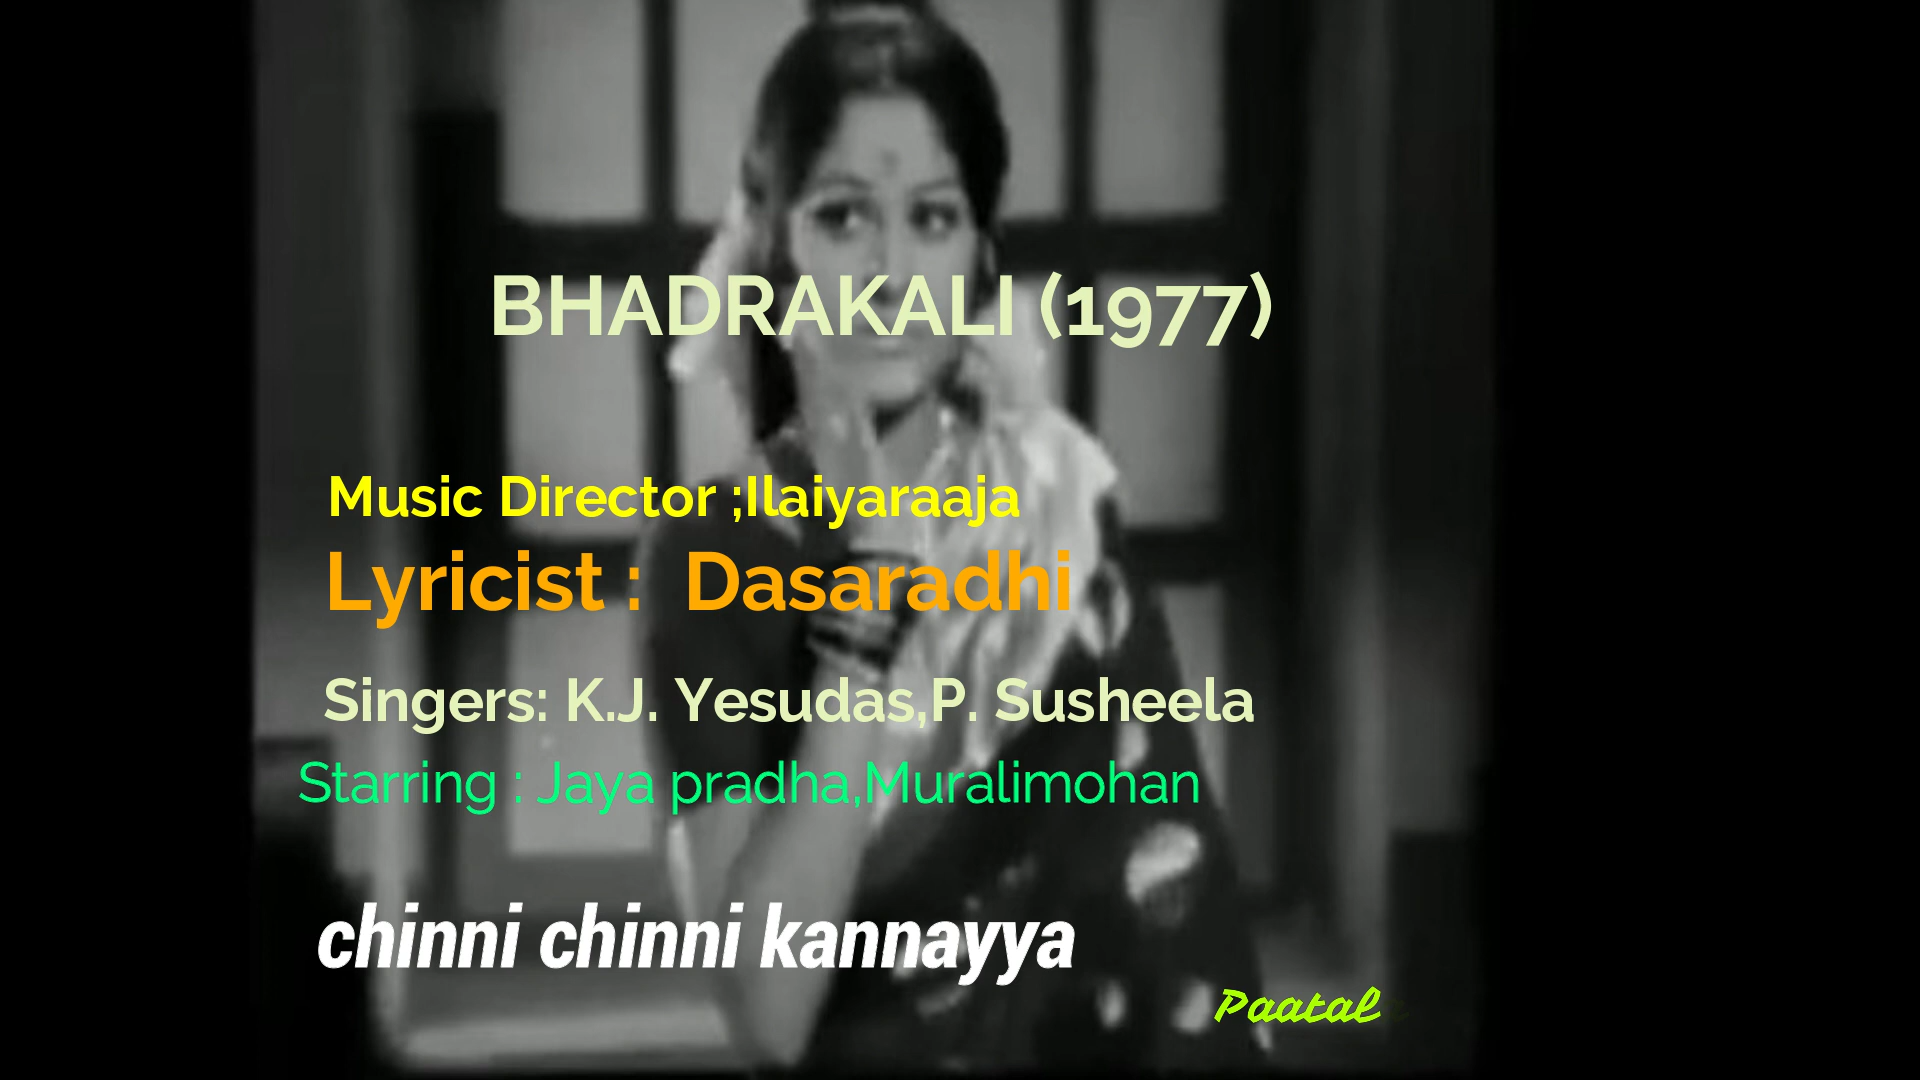 BHADRAKALI (1977)
Music Director ;Ilaiyaraaja
Lyricist : Dasaradhi
Singers: K.J. Yesudas,P. Susheela
Starring : Jaya pradha,Muralimohan
chinni chinni kannayya
Paatal